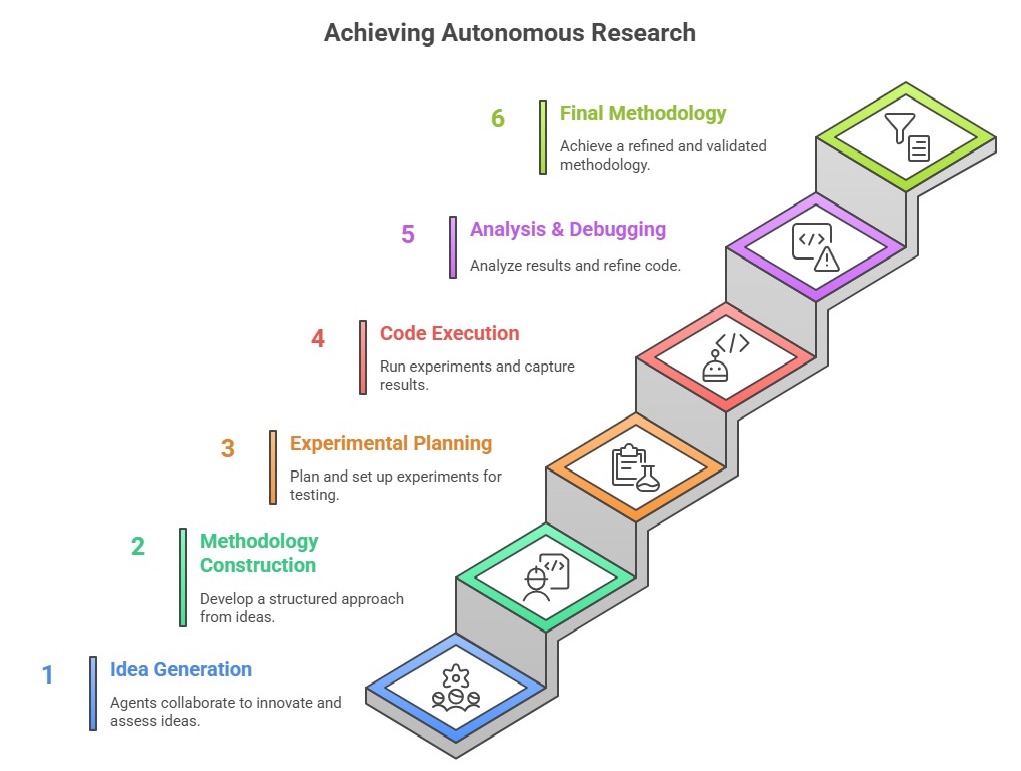 Achieving Autonomous Research
6
Final Methodology
Achieve a refined and validated
methodology.
5
Analysis & Debugging
Analyze results and refine code.
4
Code Execution
Run experiments and capture
results.
3
Experimental Planning
Plan and set up experiments for
testing.
2
Methodology
Construction
Develop a structured approach
from ideas.
1
Idea Generation
Agents collaborate to innovate and
assess ideas.